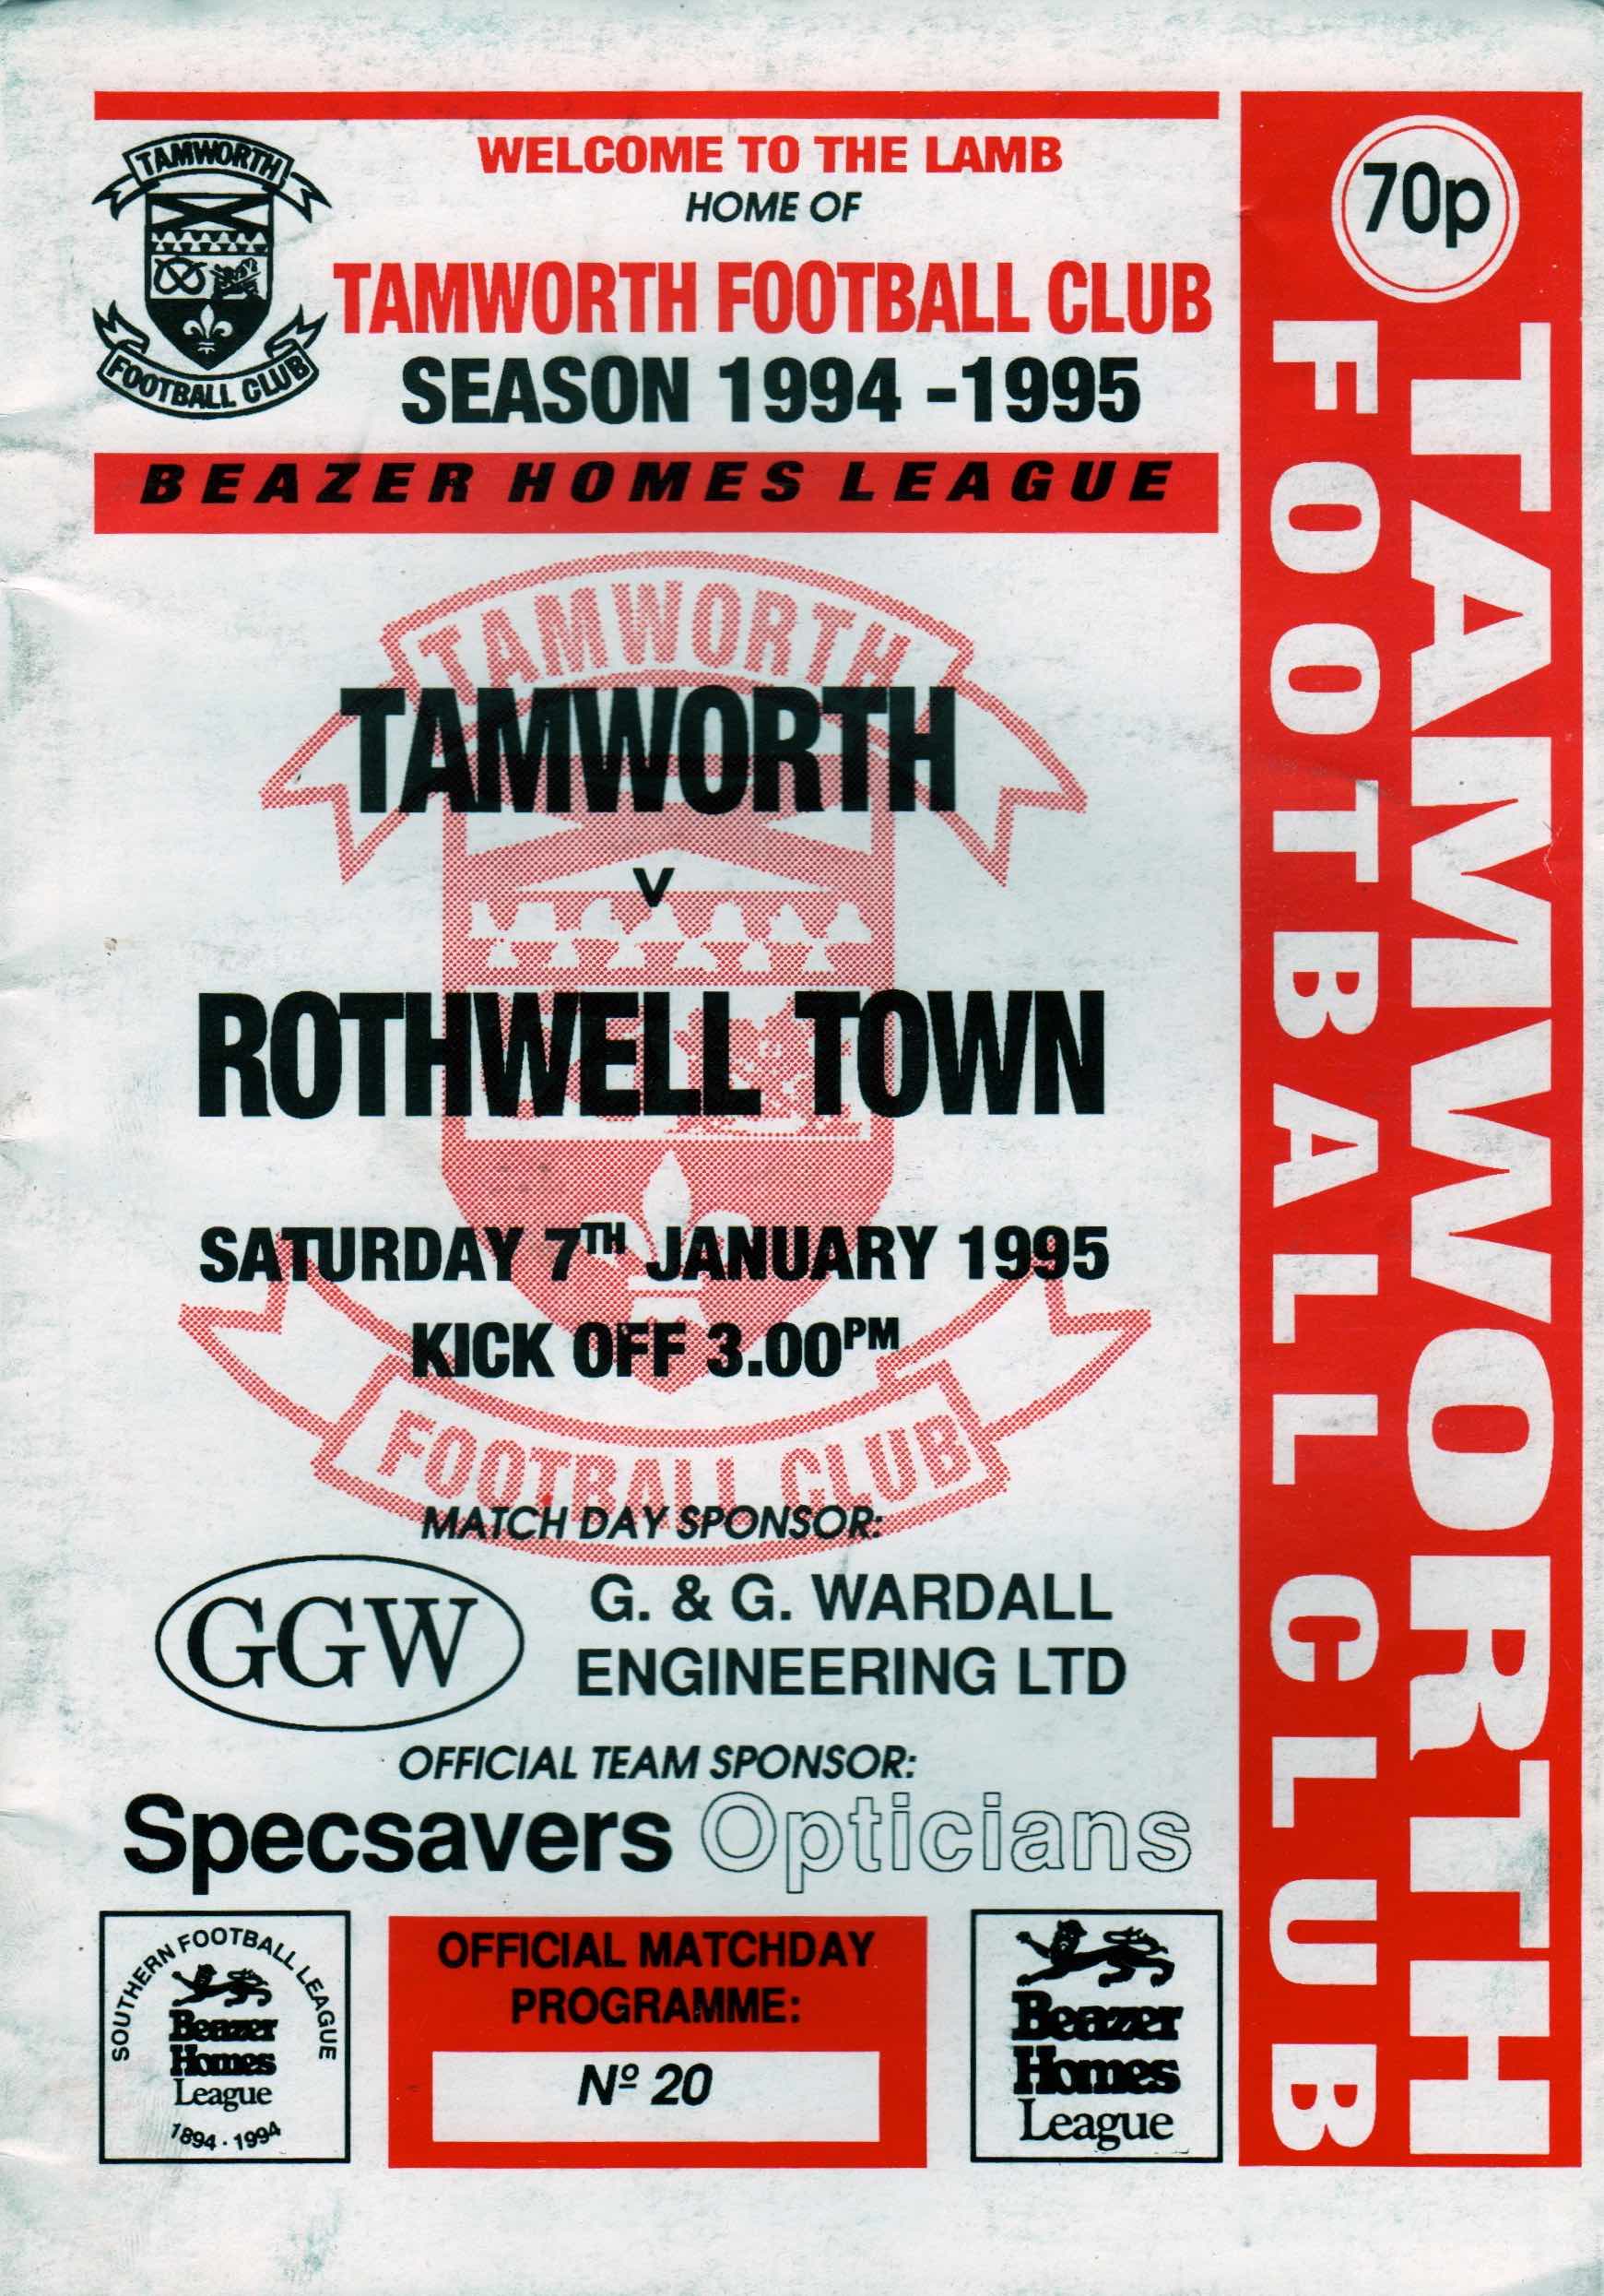 TAMWORTH
FOOTBALL CLUB
WELCOME TO THE LAMB
HOME OF
TAMWORTH FOOTBALL CLUB
SEASON 1994 -1995
BEAZER HOMES LEAGUE
70p
TAMWORTH
FOOTBALL CLUB
TAMWORTH
TAMWORTH
v
ROTHWELL TOWN
SATURDAY 7TH JANUARY 1995
KICK OFF 3.00PM
FOOTBALL CLUB
MATCH DAY SPONSOR:
GGW
G. & G. WARDALL
ENGINEERING LTD
OFFICIAL TEAM SPONSOR:
Specsavers Opticians
SOUTHERN FOOTBALL LEAGUE
Beazer
Homes
League
1894 - 1994
OFFICIAL MATCHDAY
PROGRAMME:
Nº 20
Beazer
Homes
League